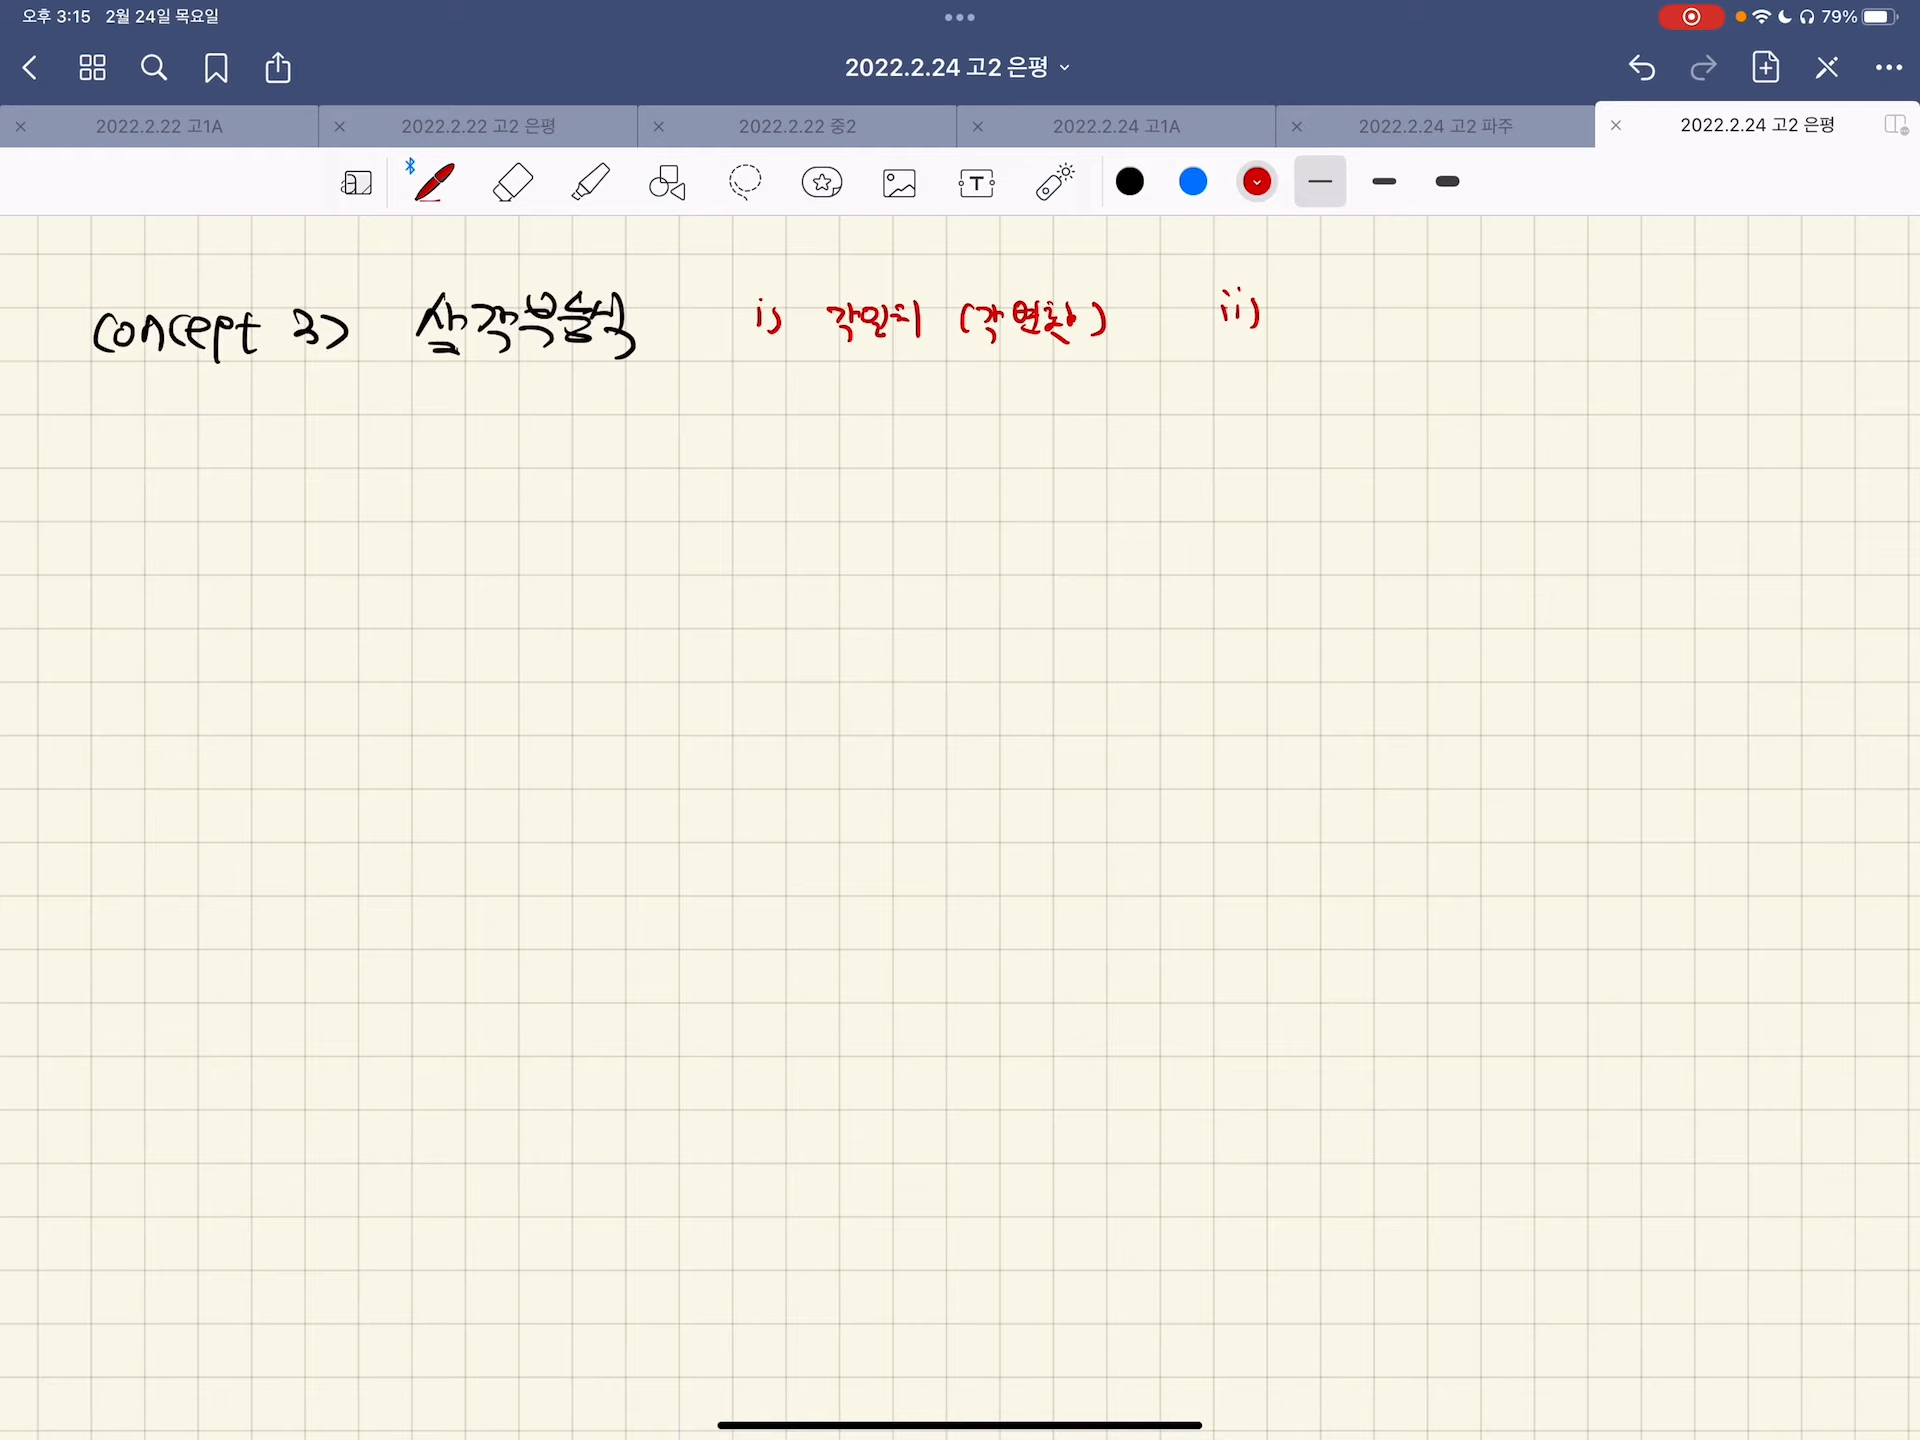 오후 3:15 2월 24일 목요일
79%
2022.2.24 고2 은평
2022.2.22 고1A
2022.2.22 고2 은평
2022.2.22 중2
2022.2.24 고1A
2022.2.24 고2 파주
2022.2.24 고2 은평
T
concept 3) 삼각부등식 i) 각일치 (각변환) ii)